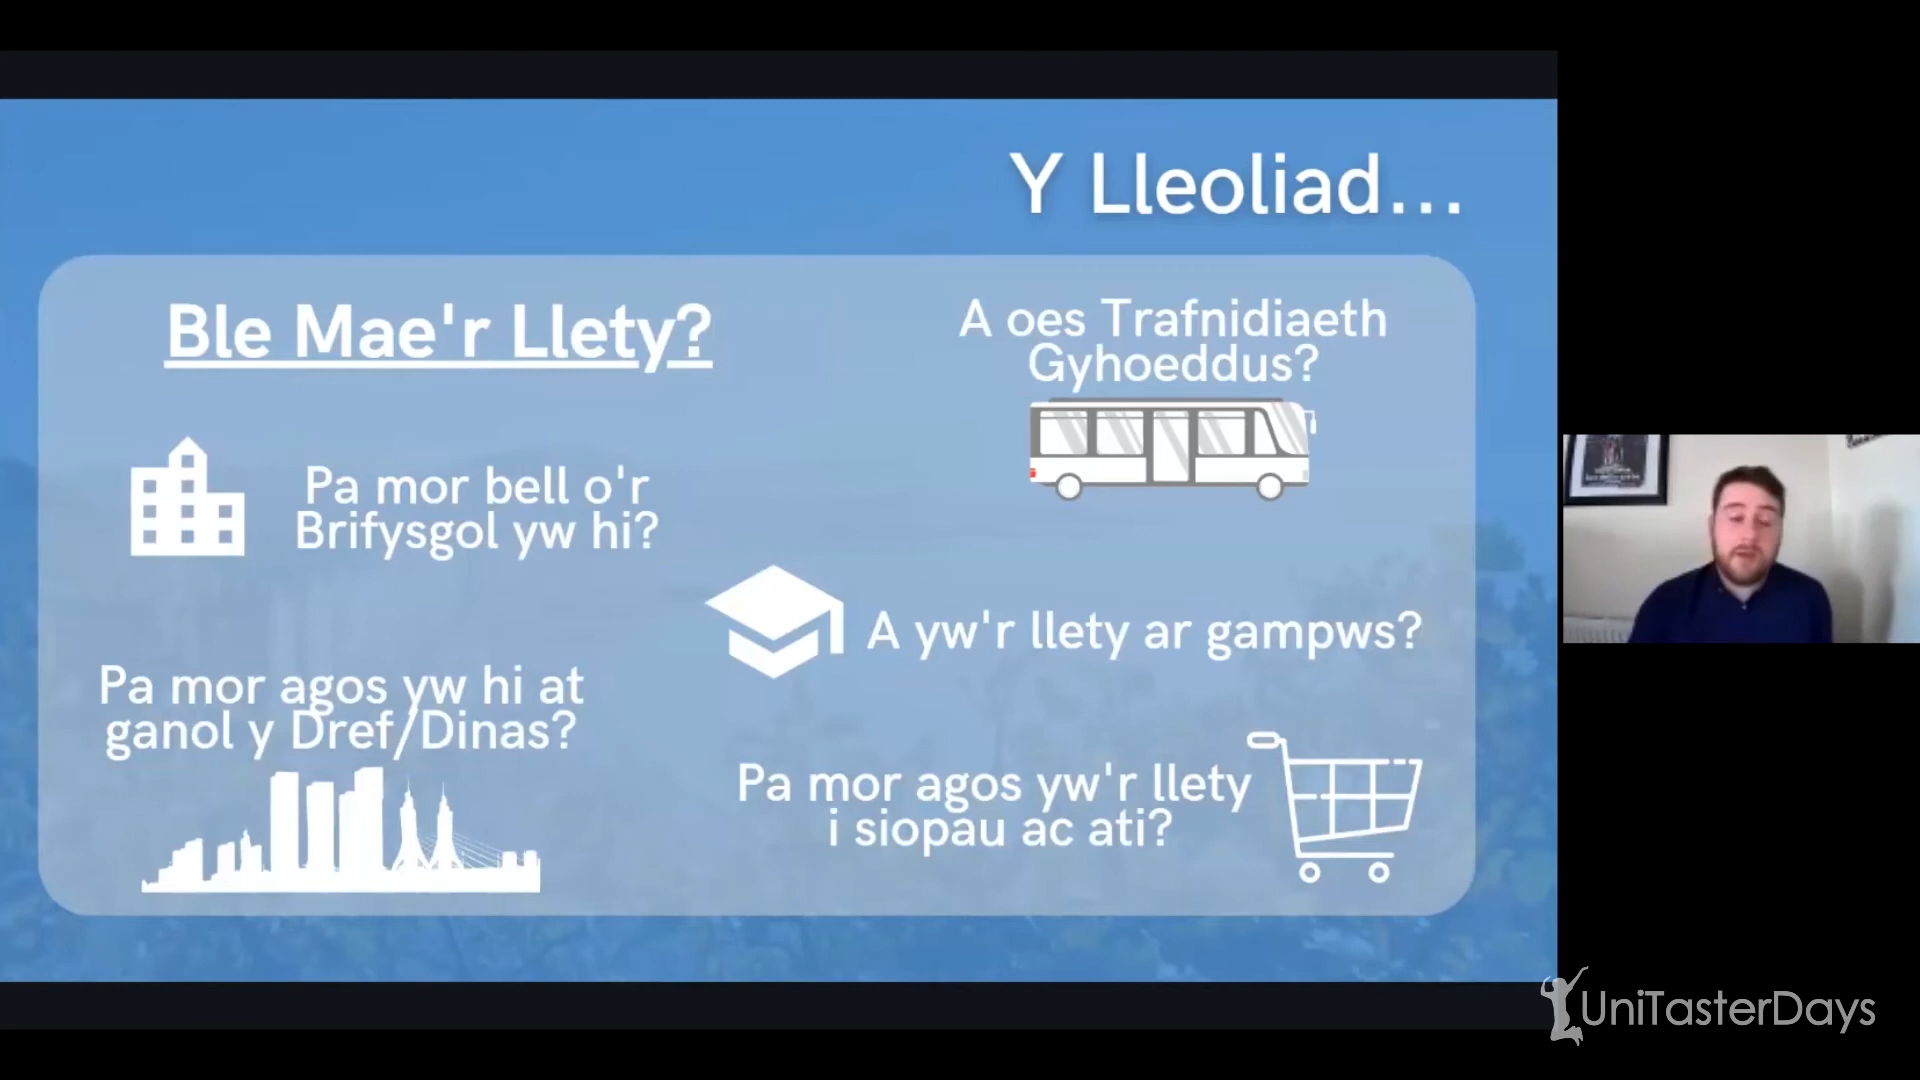 Y Lleoliad...
Ble Mae'r Llety?
A oes Trafnidiaeth
Gyhoeddus?
Pa mor bell o'r
Brifysgol yw hi?
A yw'r llety ar gampws?
Pa mor agos yw hi at
ganol y Dref/Dinas?
Pa mor agos yw'r llety
i siopau ac ati?
UniTasterDays